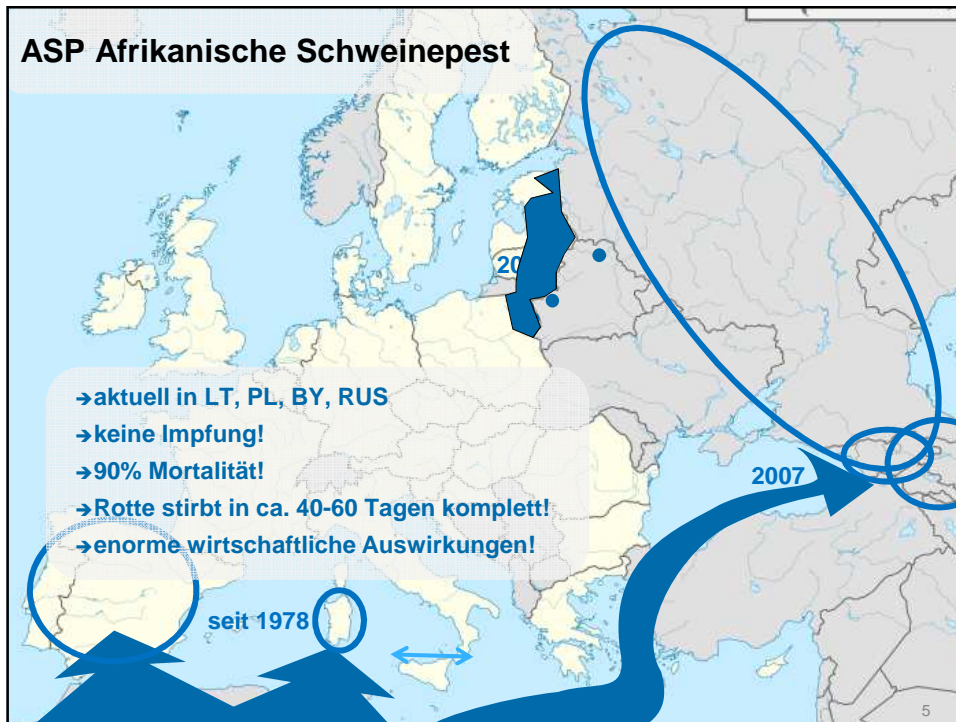 ASP Afrikanische Schweinepest
➔aktuell in LT, PL, BY, RUS
➔keine Impfung!
➔90% Mortalität!
➔Rotte stirbt in ca. 40-60 Tagen komplett!
➔enorme wirtschaftliche Auswirkungen!
2007
seit 1978
5